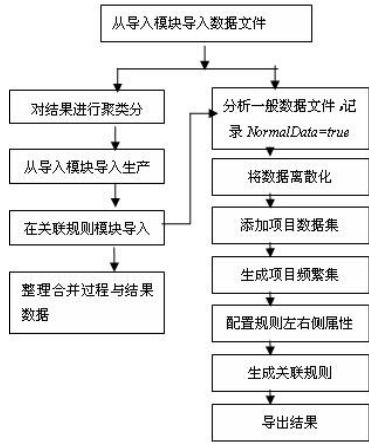 从导入模块导入数据文件
对结果进行聚类分
从导入模块导入生产
在关联规则模块导入
整理合并过程与结果
数据
分析一般数据文件,记
录 NormalData=true
将数据离散化
添加项目数据集
生成项目频繁集
配置规则左右侧属性
生成关联规则
导出结果